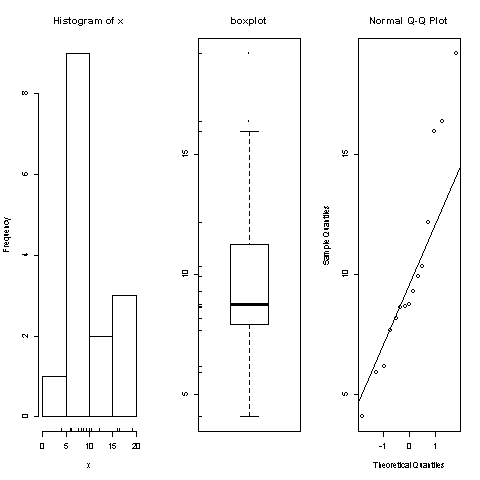 Histogram of x
Frequency
8
6
4
2
0
0 5 10 15 20
x
boxplot
15
10
5
Normal Q-Q Plot
Sample Quantiles
15
10
5
-1 0 1
Theoretical Quantiles